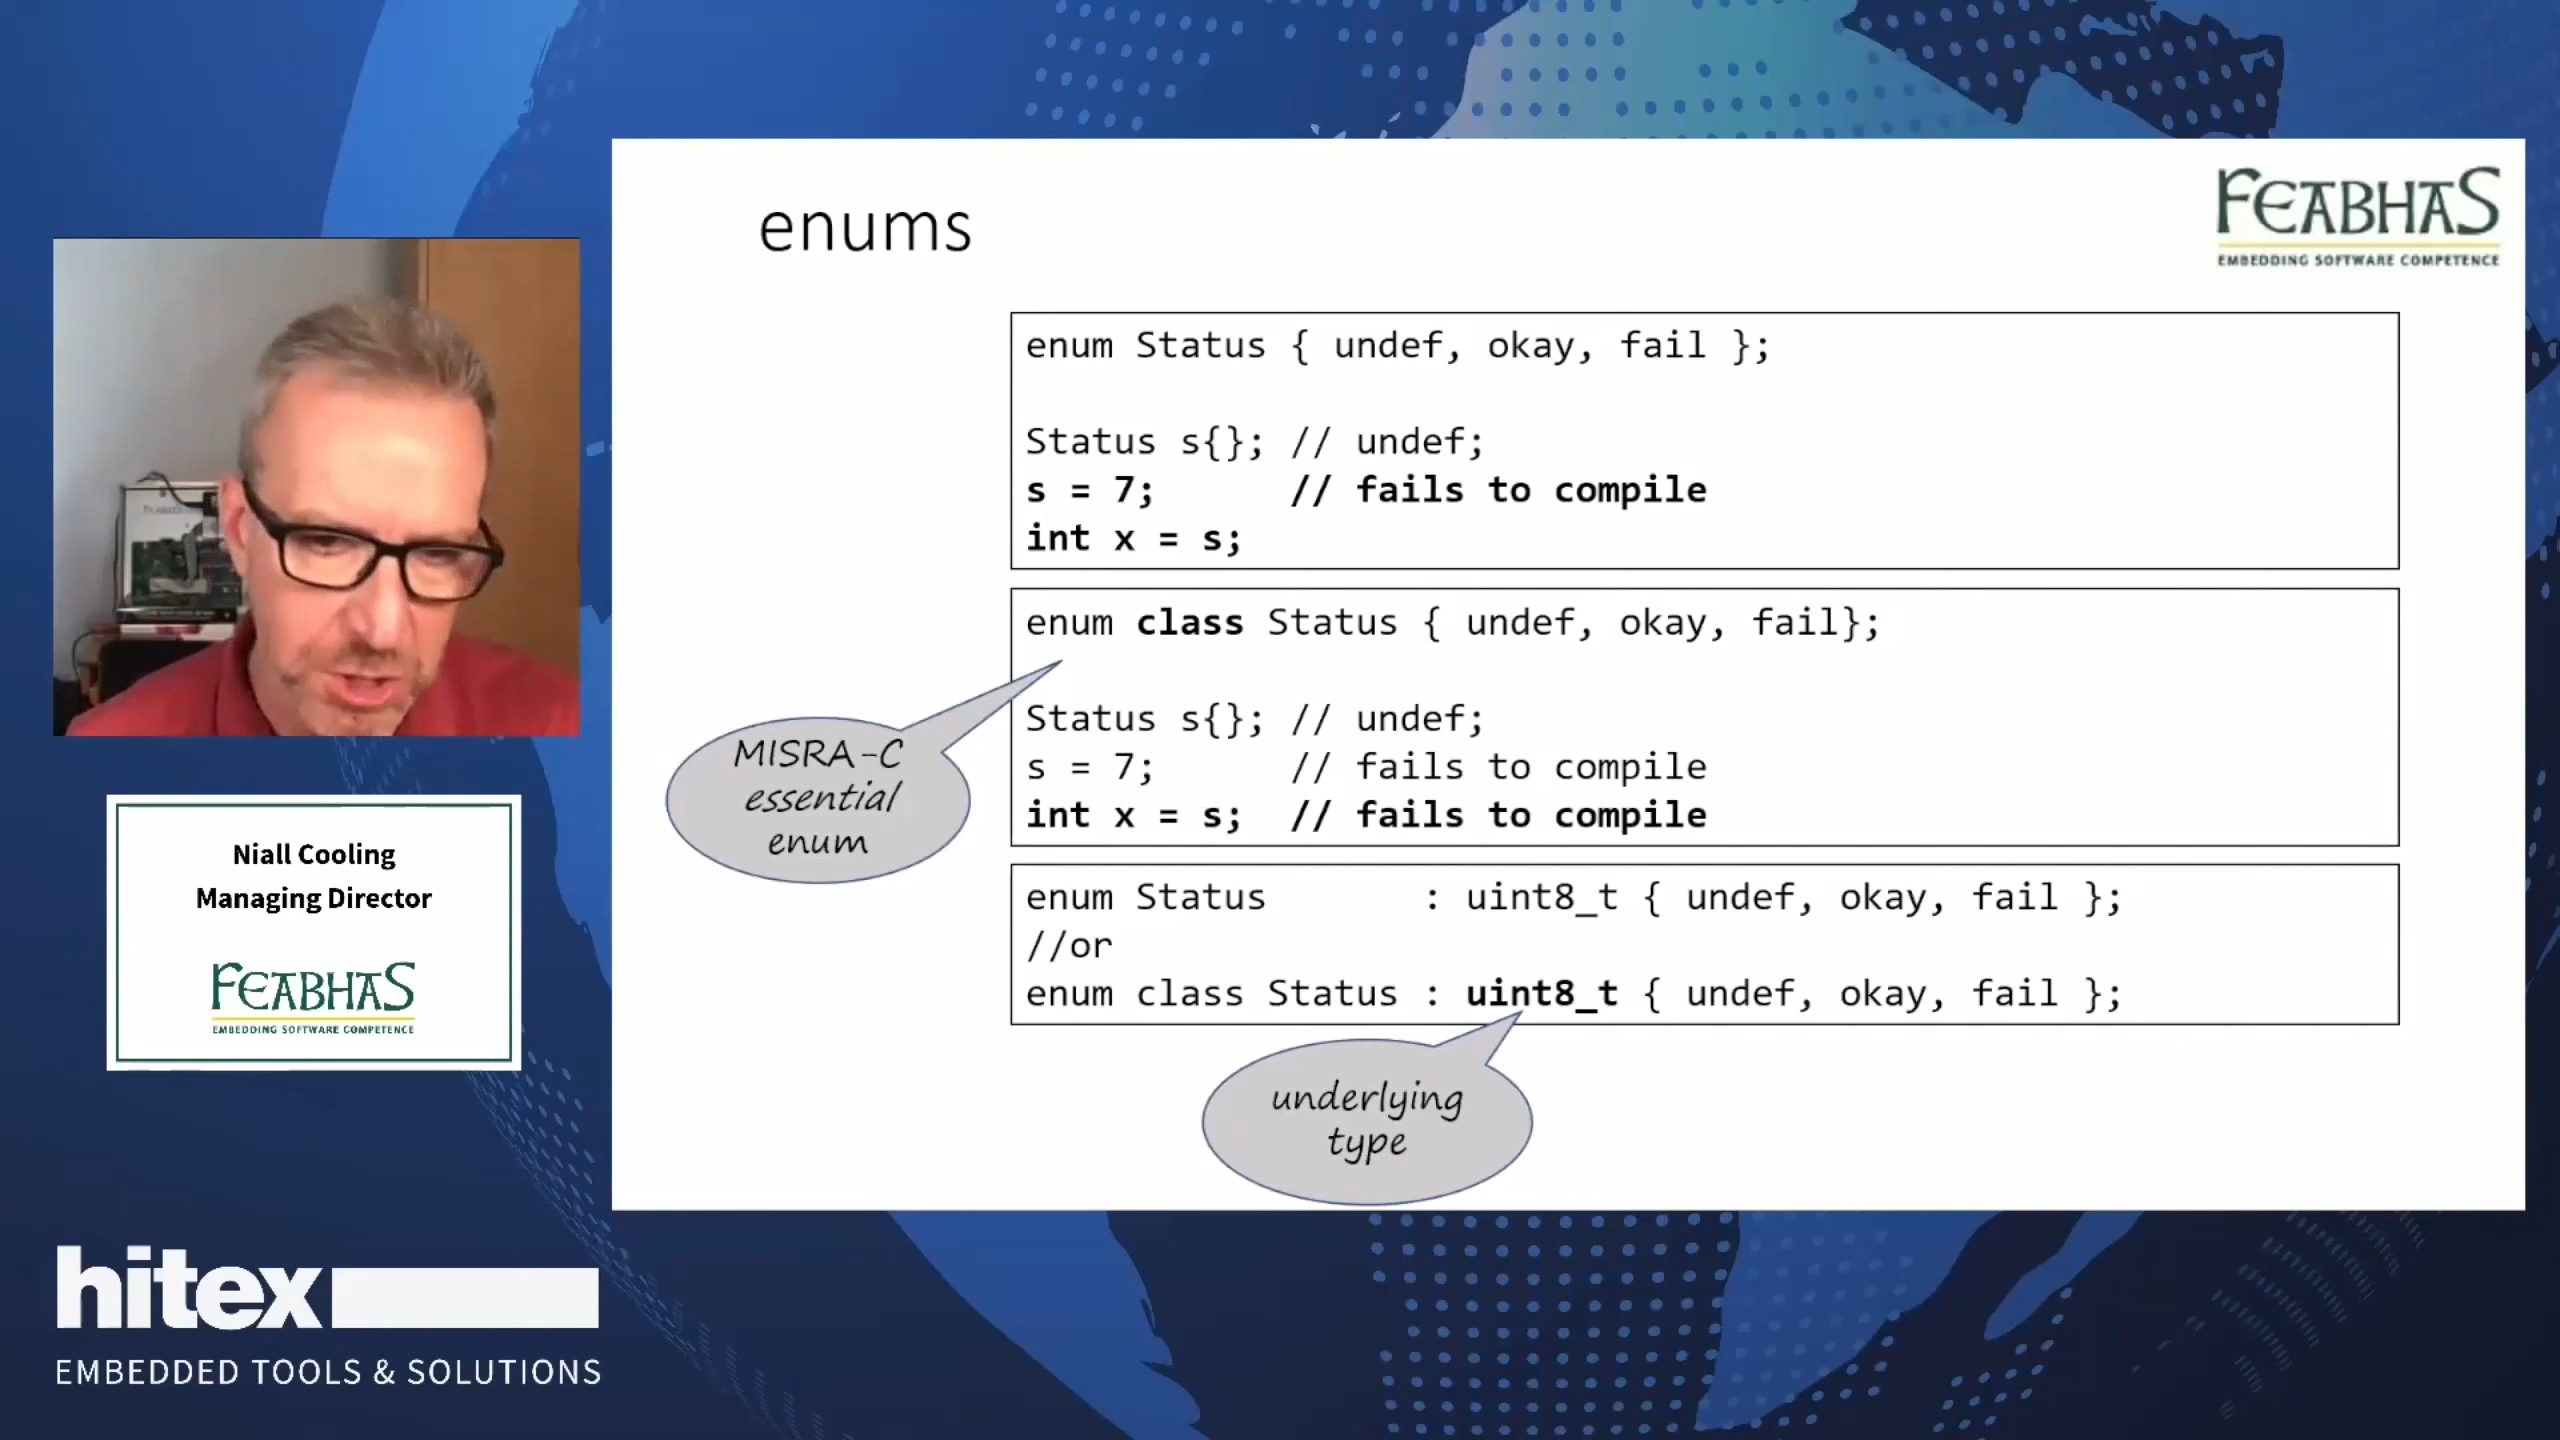 enums
FEABHAS
EMBEDDING SOFTWARE COMPETENCE
enum Status { undef, okay, fail };
Status s{}; // undef;
s = 7;      // fails to compile
int x = s;
enum class Status { undef, okay, fail};
Status s{}; // undef;
s = 7;      // fails to compile
int x = s;  // fails to compile
MISRA-C
essential
enum
enum Status       : uint8_t { undef, okay, fail };
//or
enum class Status : uint8_t { undef, okay, fail };
underlying
type
Niall Cooling
Managing Director
FEABHAS
EMBEDDING SOFTWARE COMPETENCE
hitex
EMBEDDED TOOLS & SOLUTIONS